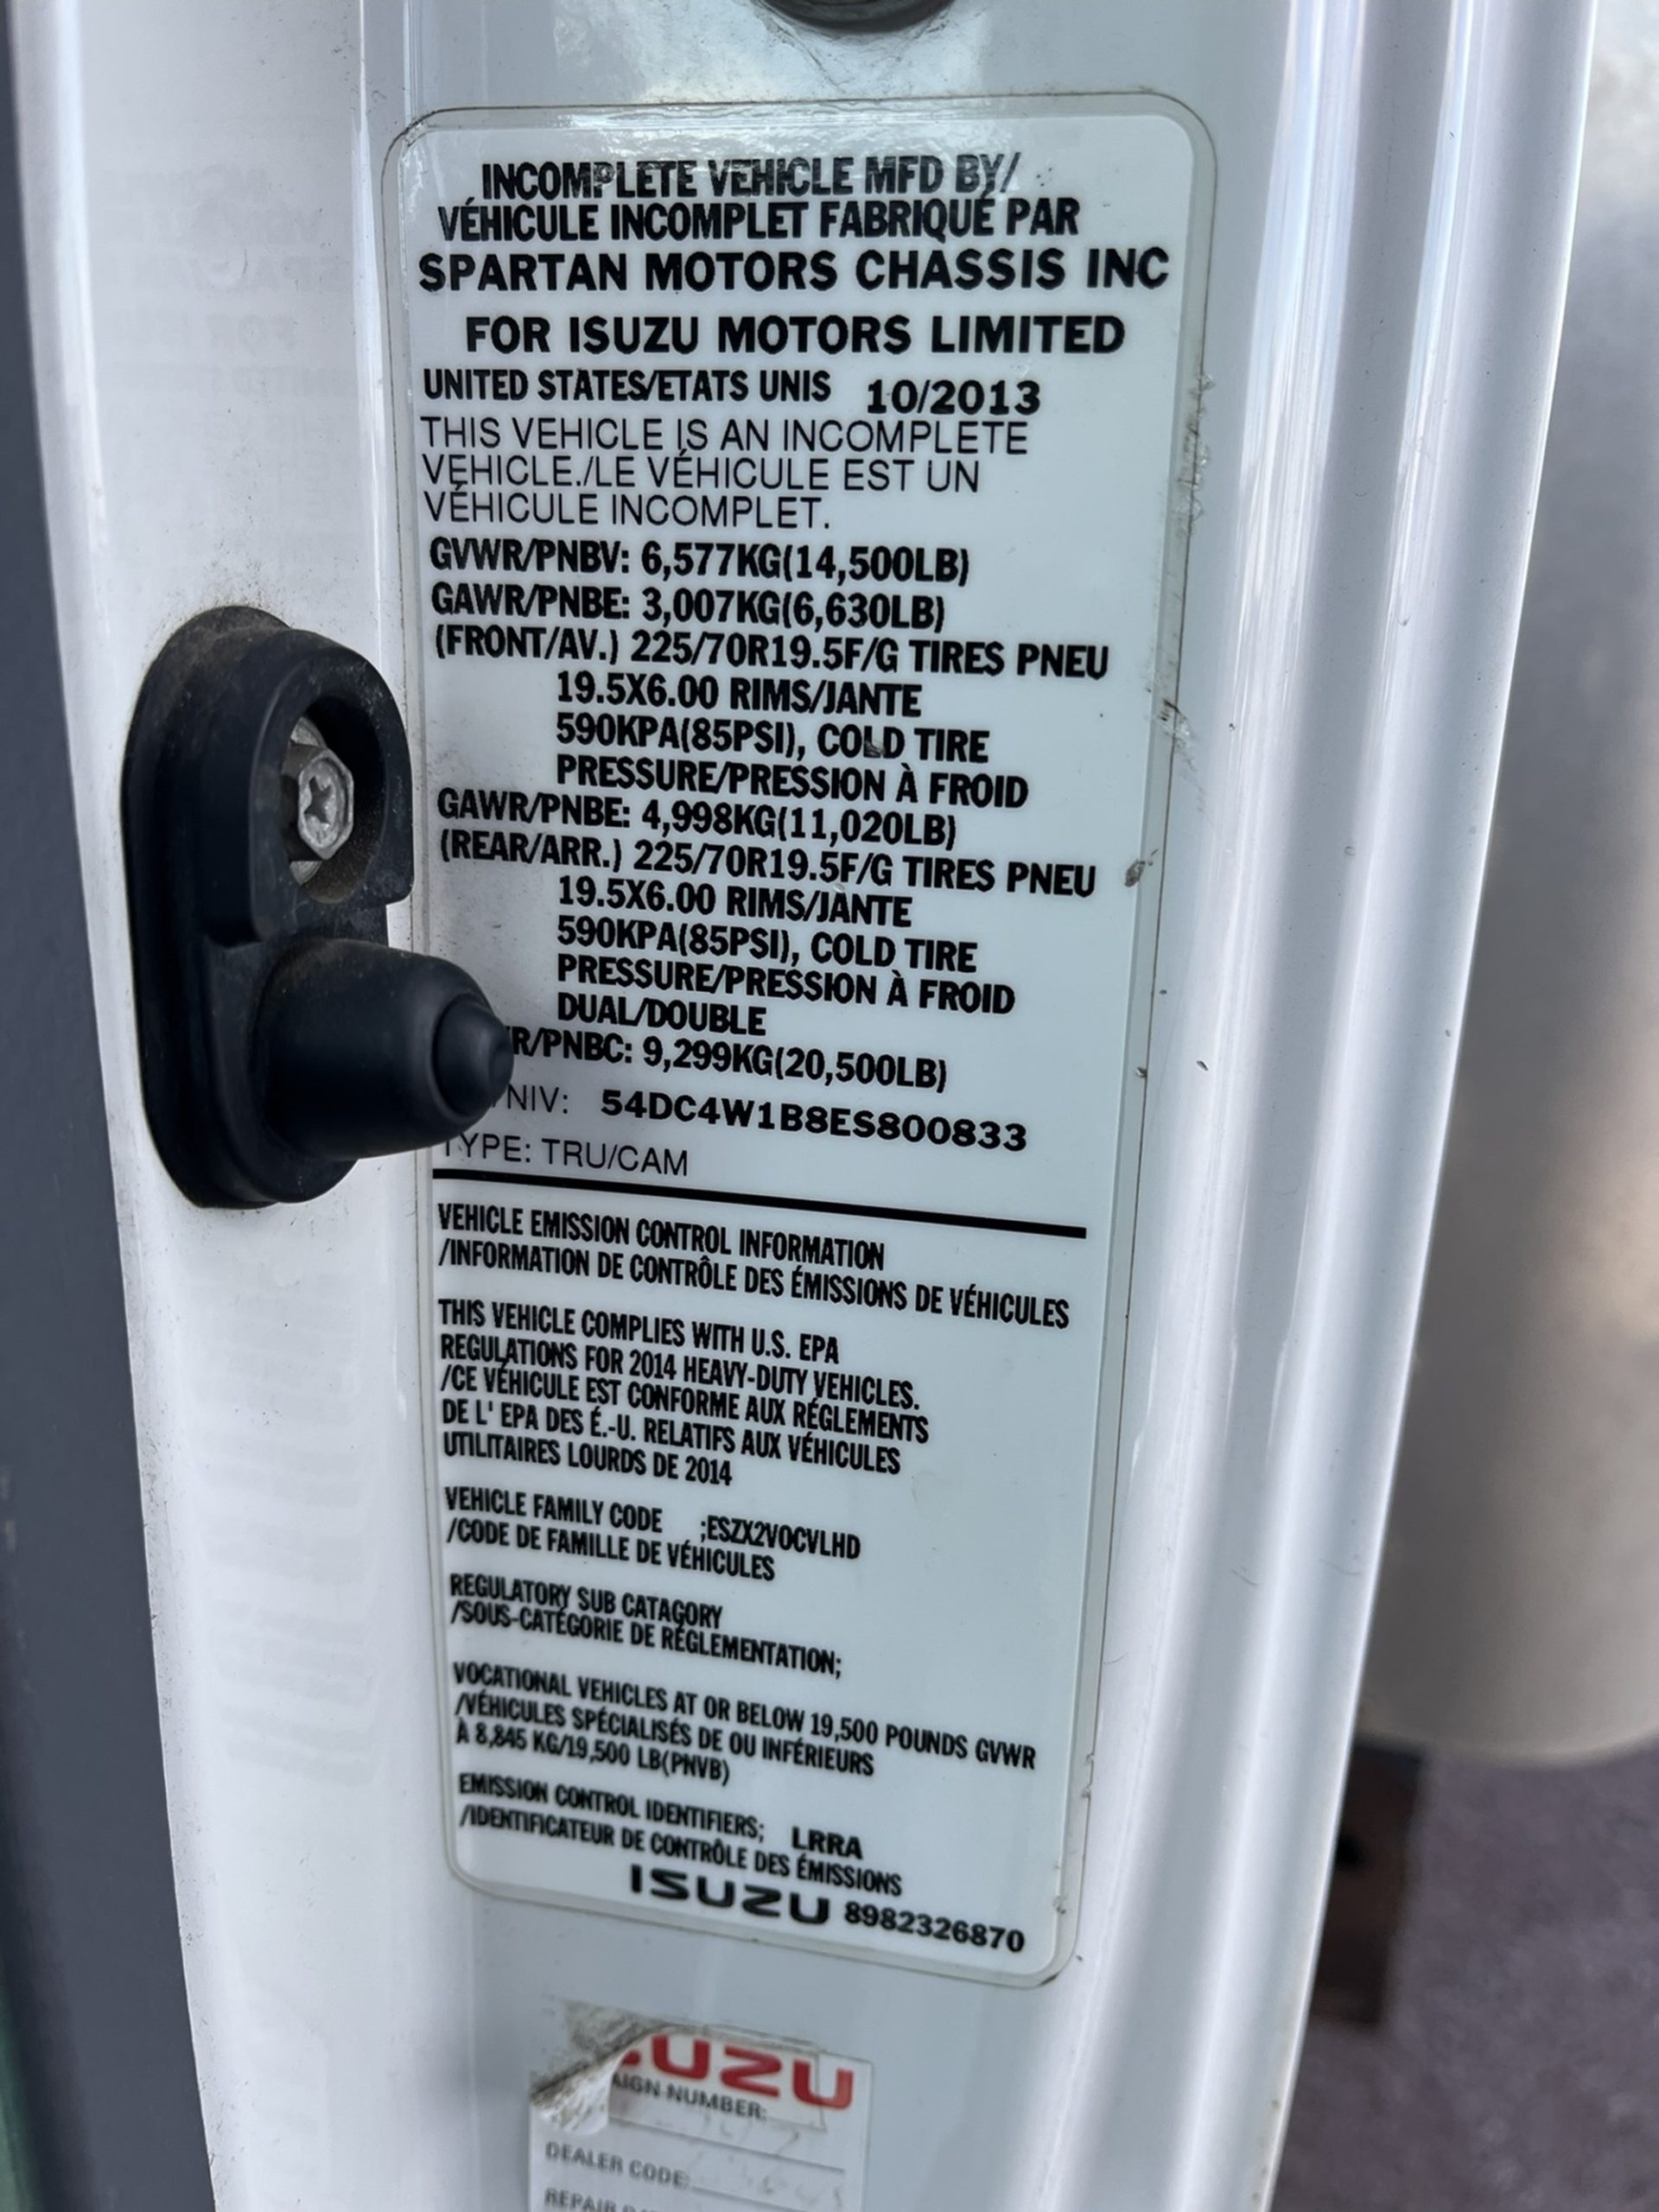 INCOMPLETE VEHICLE MFD BY/
VÉHICULE INCOMPLET FABRIQUÉ PAR
SPARTAN MOTORS CHASSIS INC
FOR ISUZU MOTORS LIMITED
UNITED STATES/ETATS UNIS 10/2013
THIS VEHICLE IS AN INCOMPLETE
VEHICLE./LE VÉHICULE EST UN
VÉHICULE INCOMPLET.
GVWR/PNBV: 6,577KG(14,500LB)
GAWR/PNBE: 3,007KG(6,630LB)
(FRONT/AV.) 225/70R19.5F/G TIRES PNEU
19.5X6.00 RIMS/JANTE
590KPA(85PSI), COLD TIRE
PRESSURE/PRESSION À FROID
GAWR/PNBE: 4,998KG(11,020LB)
(REAR/ARR.) 225/70R19.5F/G TIRES PNEU
19.5X6.00 RIMS/JANTE
590KPA(85PSI), COLD TIRE
PRESSURE/PRESSION À FROID
DUAL/DOUBLE
R/PNBC: 9,299KG(20,500LB)
NIV: 54DC4W1B8ES800833
TYPE: TRU/CAM
VEHICLE EMISSION CONTROL INFORMATION
/INFORMATION DE CONTRÔLE DES ÉMISSIONS DE VÉHICULES
THIS VEHICLE COMPLIES WITH U.S. EPA
REGULATIONS FOR 2014 HEAVY-DUTY VEHICLES.
/CE VÉHICULE EST CONFORME AUX RÉGLEMENTS
DE L' EPA DES É.-U. RELATIFS AUX VÉHICULES
UTILITAIRES LOURDS DE 2014
VEHICLE FAMILY CODE ;ESZX2VOCVLHD
/CODE DE FAMILLE DE VÉHICULES
REGULATORY SUB CATAGORY
/SOUS-CATÉGORIE DE RÉGLEMENTATION;
VOCATIONAL VEHICLES AT OR BELOW 19,500 POUNDS GVWR
/VÉHICULES SPÉCIALISÉS DE OU INFÉRIEURS
À 8,845 KG/19,500 LB(PNVB)
EMISSION CONTROL IDENTIFIERS; LRRA
/IDENTIFICATEUR DE CONTRÔLE DES ÉMISSIONS
ISUZU 8982326870
UZU
AIGN NUMBER:
DEALER CODE:
REPAIR